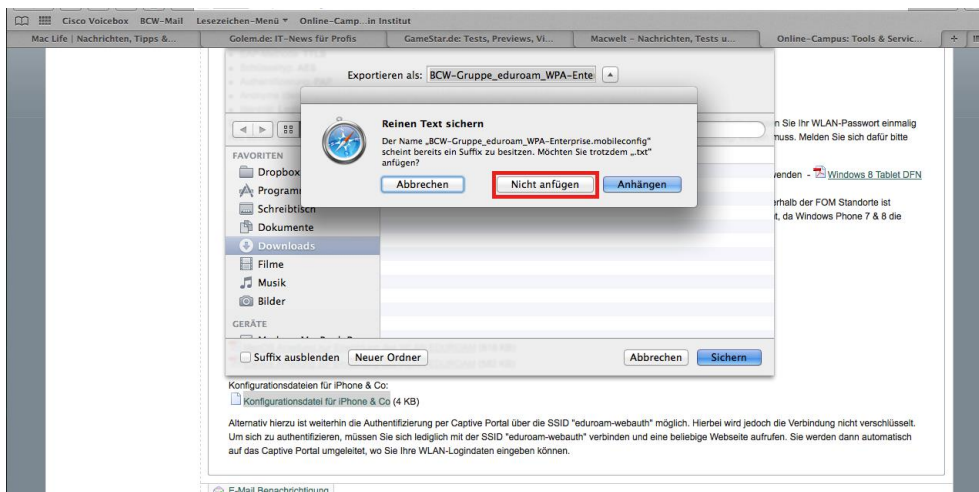 Cisco Voicebox BCW-Mail Lesezeichen-Menü Online-Camp...in Institut
Mac Life | Nachrichten, Tipps &... Golem.de: IT-News für Profis GameStar.de: Tests, Previews, Vi... Macwelt - Nachrichten, Tests u... Online-Campus: Tools & Servic... +
Exportieren als: BCW-Gruppe_eduroam_WPA-Ente
Reinen Text sichern
Der Name „BCW-Gruppe_eduroam_WPA-Enterprise.mobileconfig"
scheint bereits ein Suffix zu besitzen. Möchten Sie trotzdem „.txt"
anfügen?
Abbrechen Nicht anfügen Anhängen
n Sie Ihr WLAN-Passwort einmalig
muss. Melden Sie sich dafür bitte
wenden - Windows 8 Tablet DFN
erhalb der FOM Standorte ist
t, da Windows Phone 7 & 8 die
FAVORITEN
Dropbox
Program
Schreibtisch
Dokumente
Downloads
Filme
Musik
Bilder
GERÄTE
Suffix ausblenden Neuer Ordner Abbrechen Sichern
Konfigurationsdateien für iPhone & Co:
Konfigurationsdatei für iPhone & Co (4 KB)
Alternativ hierzu ist weiterhin die Authentifizierung per Captive Portal über die SSID "eduroam-webauth" möglich. Hierbei wird jedoch die Verbindung nicht verschlüsselt.
Um sich zu authentifizieren, müssen Sie sich lediglich mit der SSID "eduroam-webauth" verbinden und eine beliebige Webseite aufrufen. Sie werden dann automatisch
auf das Captive Portal umgeleitet, wo Sie Ihre WLAN-Logindaten eingeben können.
E-Mail Benachrichtigung